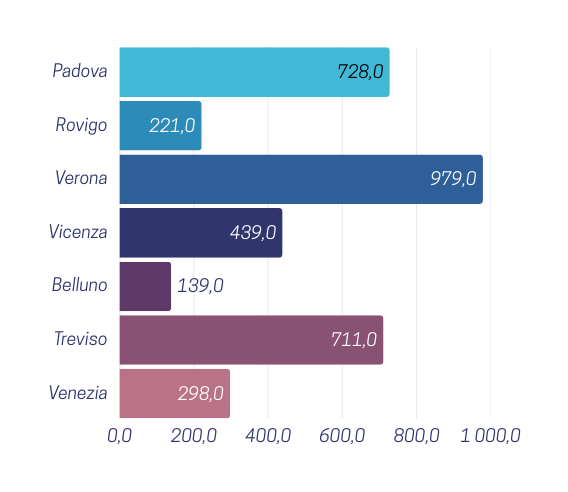 Padova 728,0
Rovigo 221,0
Verona 979,0
Vicenza 439,0
Belluno 139,0
Treviso 711,0
Venezia 298,0
0,0 200,0 400,0 600,0 800,0 1 000,0